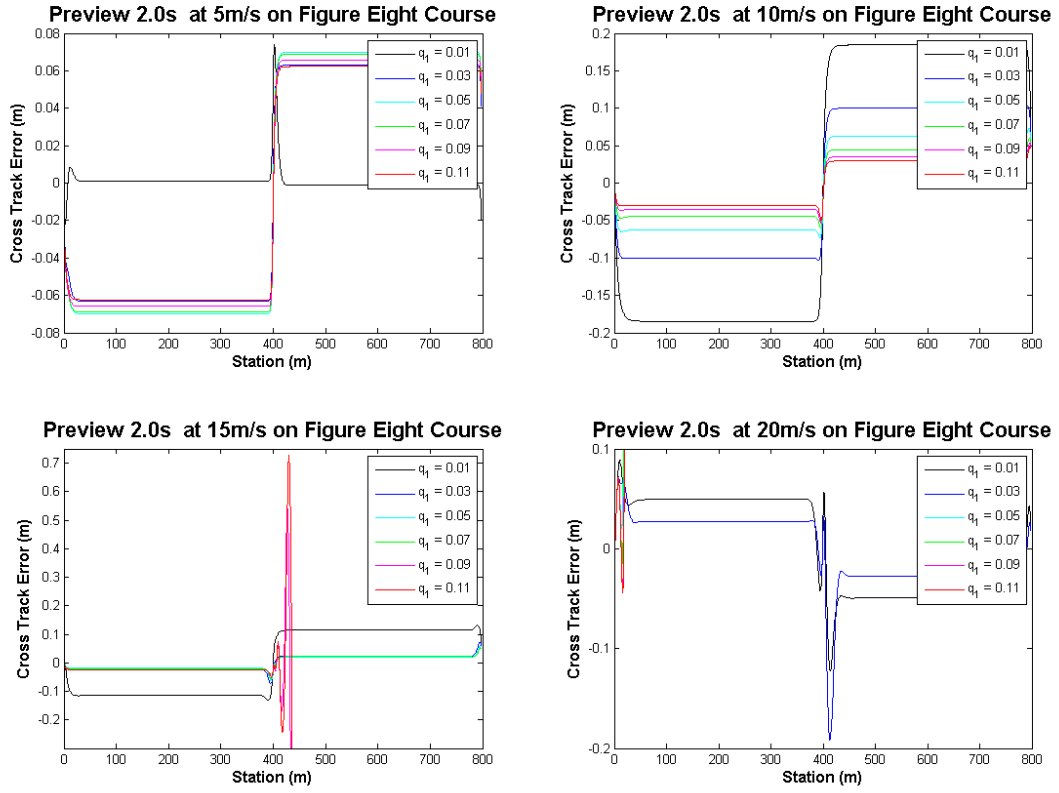 Preview 2.0s at 5m/s on Figure Eight Course
0.08
0.06
0.04
0.02
0
-0.02
-0.04
-0.06
-0.08
Cross Track Error (m)
q1 = 0.01
q1 = 0.03
q1 = 0.05
q1 = 0.07
q1 = 0.09
q1 = 0.11
0 100 200 300 400 500 600 700 800
Station (m)
Preview 2.0s at 10m/s on Figure Eight Course
0.2
0.15
0.1
0.05
0
-0.05
-0.1
-0.15
-0.2
Cross Track Error (m)
q1 = 0.01
q1 = 0.03
q1 = 0.05
q1 = 0.07
q1 = 0.09
q1 = 0.11
0 100 200 300 400 500 600 700 800
Station (m)
Preview 2.0s at 15m/s on Figure Eight Course
0.7
0.6
0.5
0.4
0.3
0.2
0.1
0
-0.1
-0.2
Cross Track Error (m)
q1 = 0.01
q1 = 0.03
q1 = 0.05
q1 = 0.07
q1 = 0.09
q1 = 0.11
0 100 200 300 400 500 600 700 800
Station (m)
Preview 2.0s at 20m/s on Figure Eight Course
0.1
0
-0.1
-0.2
Cross Track Error (m)
q1 = 0.01
q1 = 0.03
q1 = 0.05
q1 = 0.07
q1 = 0.09
q1 = 0.11
0 100 200 300 400 500 600 700 800
Station (m)